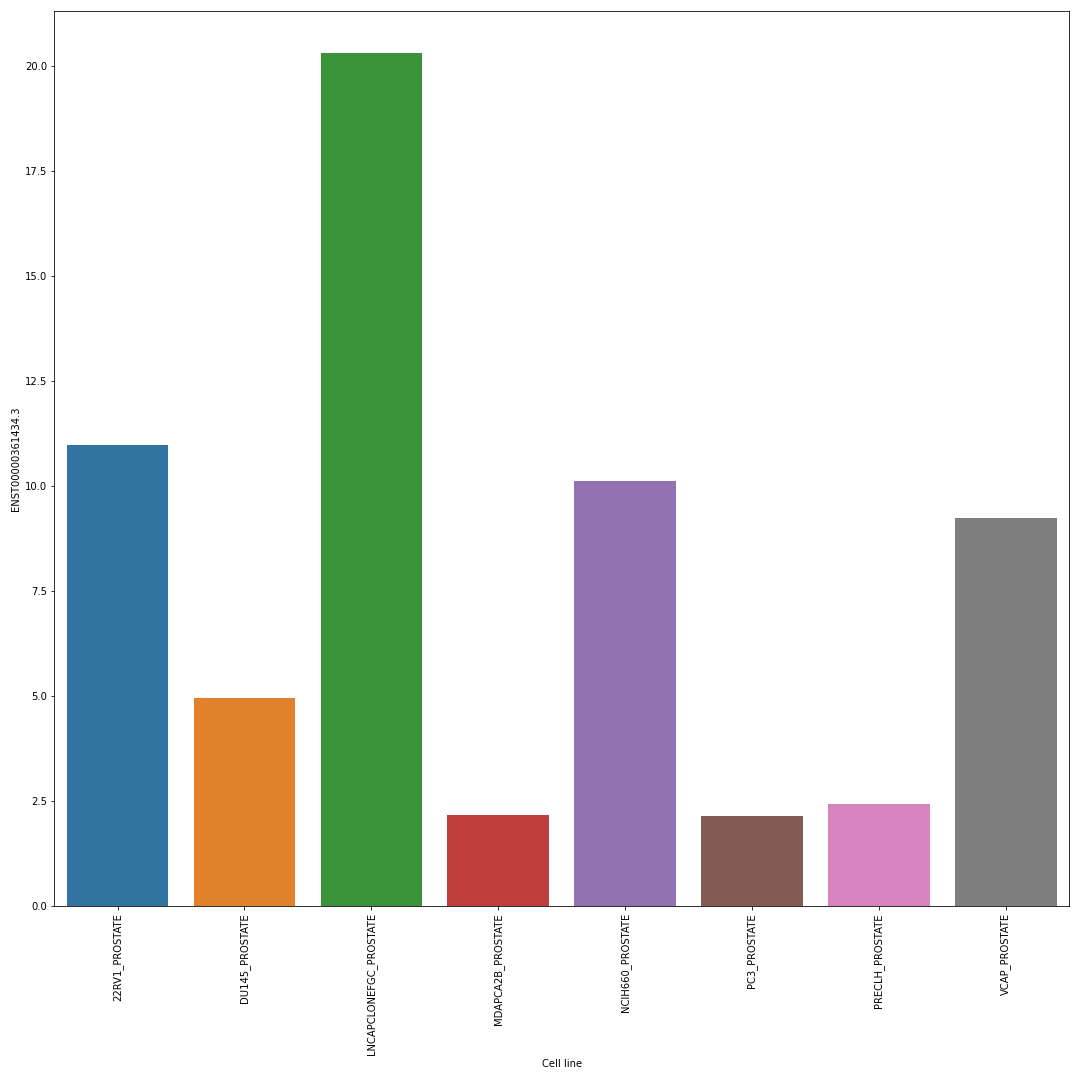 20.0
17.5
15.0
12.5
10.0
7.5
5.0
2.5
0.0
ENST00000361434.3
22RV1_PROSTATE
DU145_PROSTATE
LNCAPCLONEFGC_PROSTATE
MDAPCA2B_PROSTATE
NCIH660_PROSTATE
PC3_PROSTATE
PRECLH_PROSTATE
VCAP_PROSTATE
Cell line